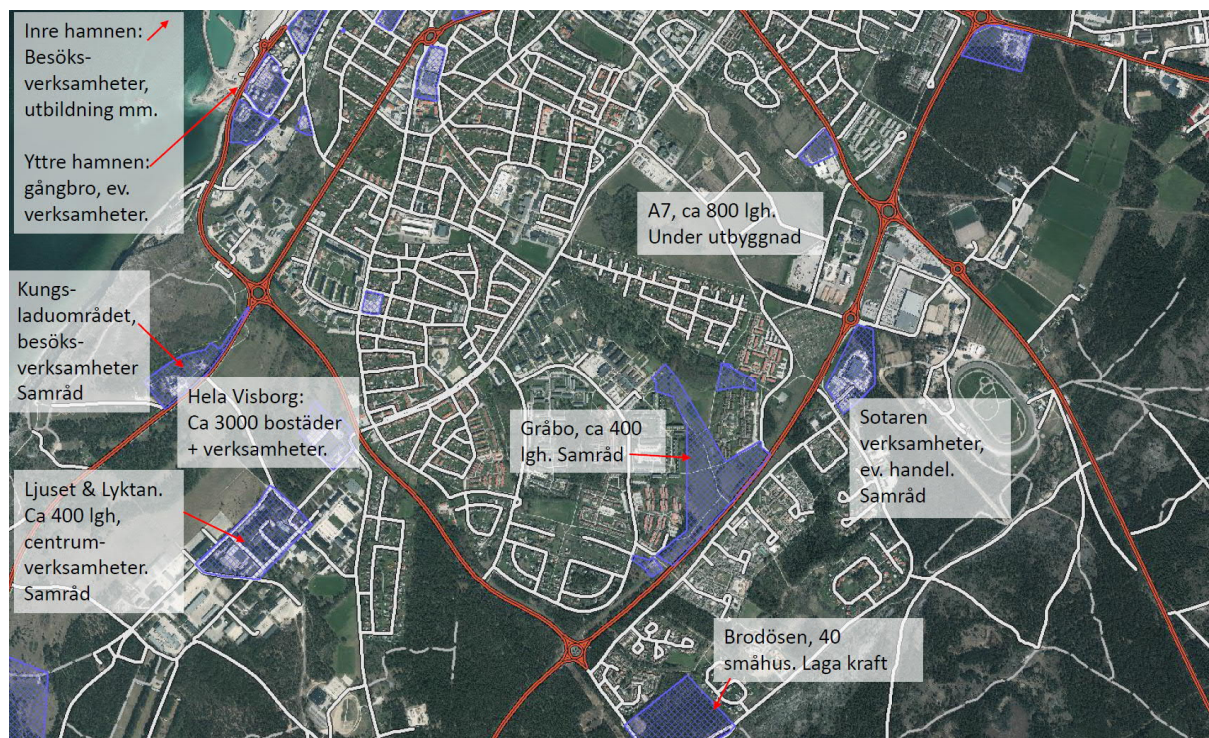 Inre hamnen:
Besöks-
verksamheter,
utbildning mm.
Yttre hamnen:
gångbro, ev.
verksamheter.
A7, ca 800 lgh.
Under utbyggnad
Kungs-
laduområdet,
besöks-
verksamheter
Samråd
Hela Visborg:
Ca 3000 bostäder
+ verksamheter.
Gråbo, ca 400
lgh. Samråd
Sotaren
verksamheter,
ev. handel.
Samråd
Ljuset & Lyktan.
Ca 400 lgh,
centrum-
verksamheter.
Samråd
Brodösen, 40
småhus. Laga kraft